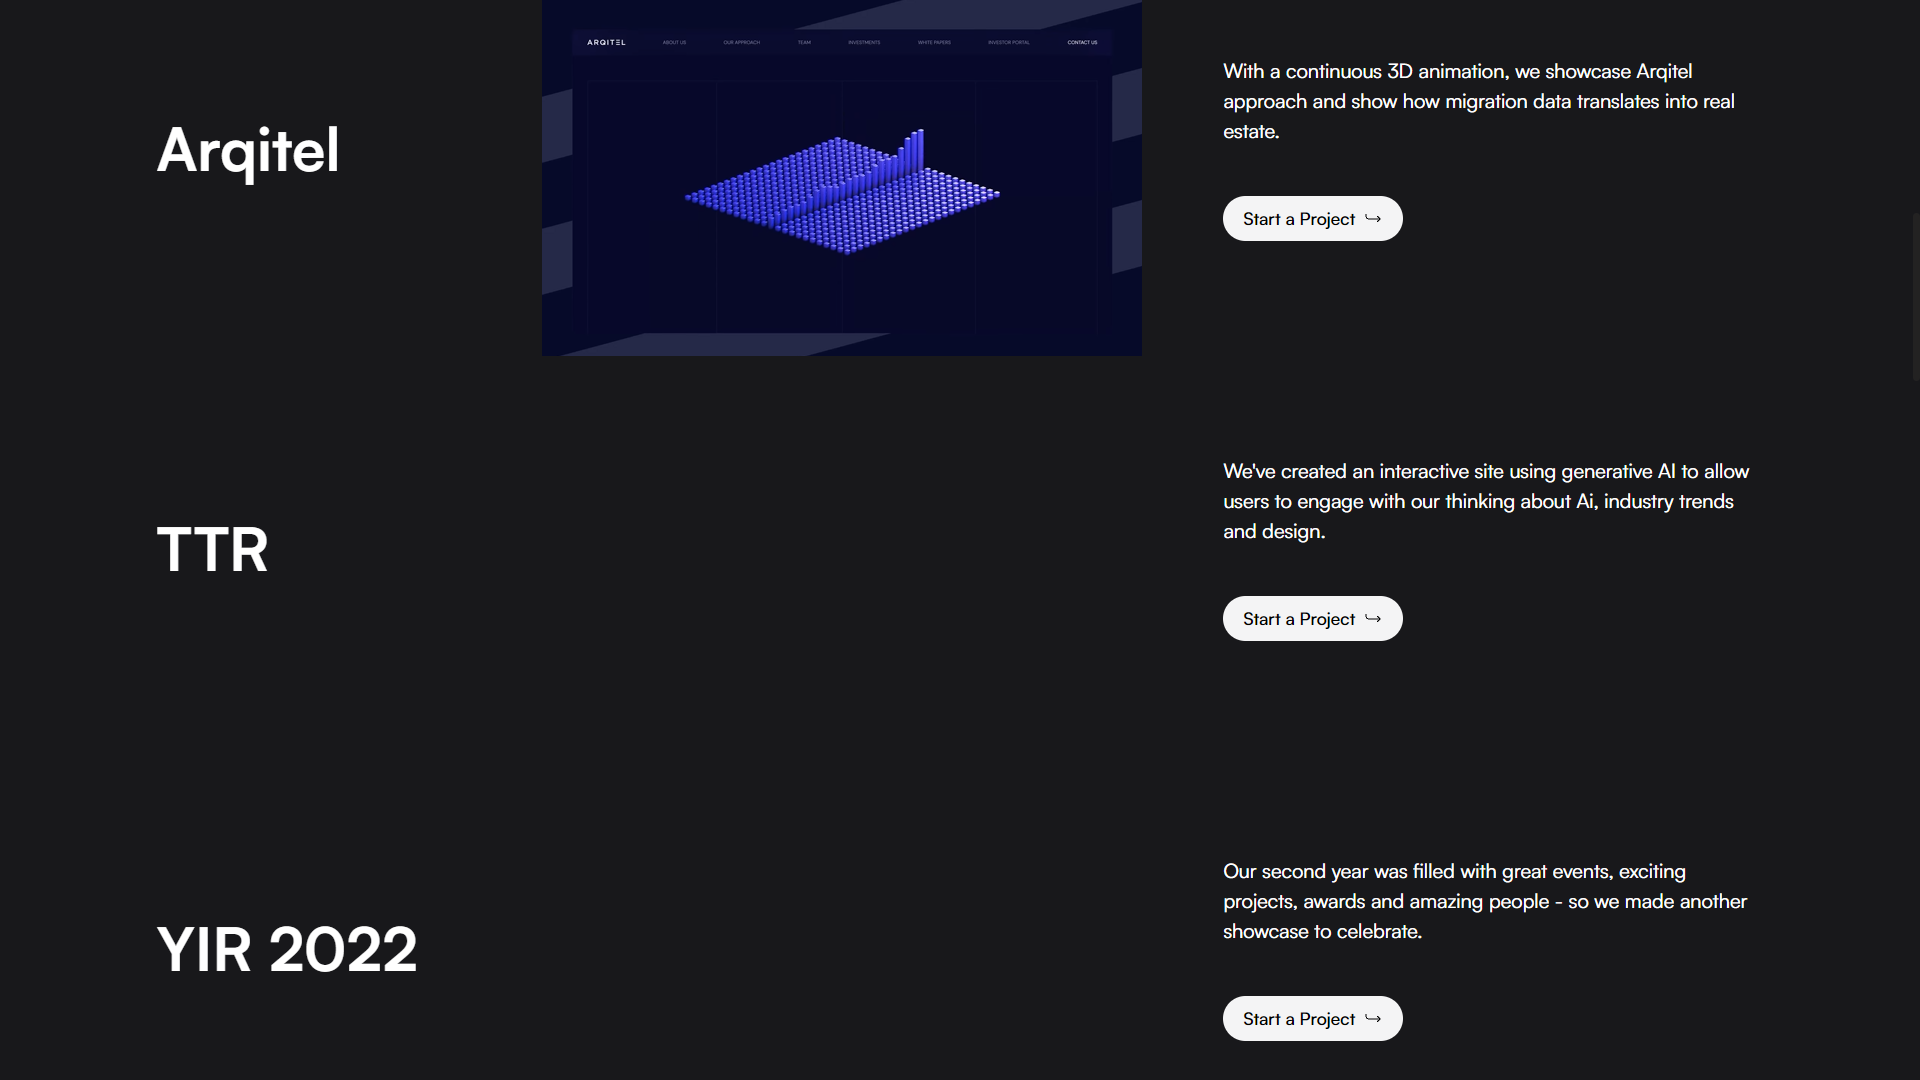 Arqitel
ARQITEL ABOUT US OUR APPROACH TEAM INVESTMENTS WHITE PAPERS INVESTOR PORTAL CONTACT US
With a continuous 3D animation, we showcase Arqitel
approach and show how migration data translates into real
estate.
Start a Project
TTR
We've created an interactive site using generative AI to allow
users to engage with our thinking about Ai, industry trends
and design.
Start a Project
YIR 2022
Our second year was filled with great events, exciting
projects, awards and amazing people - so we made another
showcase to celebrate.
Start a Project